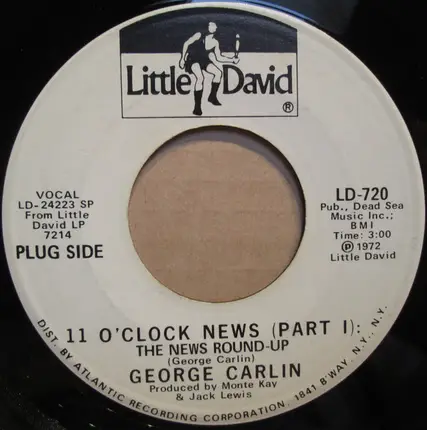 Little David
®
VOCAL
LD-24223 SP
From Little
David LP
7214
PLUG SIDE
LD-720
Pub., Dead Sea
Music Inc.;
BMI
Time: 3:00
Ⓟ 1972
Little David
11 O'CLOCK NEWS (PART I):
THE NEWS ROUND-UP
(George Carlin)
GEORGE CARLIN
Produced by Monte Kay
& Jack Lewis
DIST. BY ATLANTIC RECORDING CORPORATION, 1841 B'WAY, N.Y., N.Y.